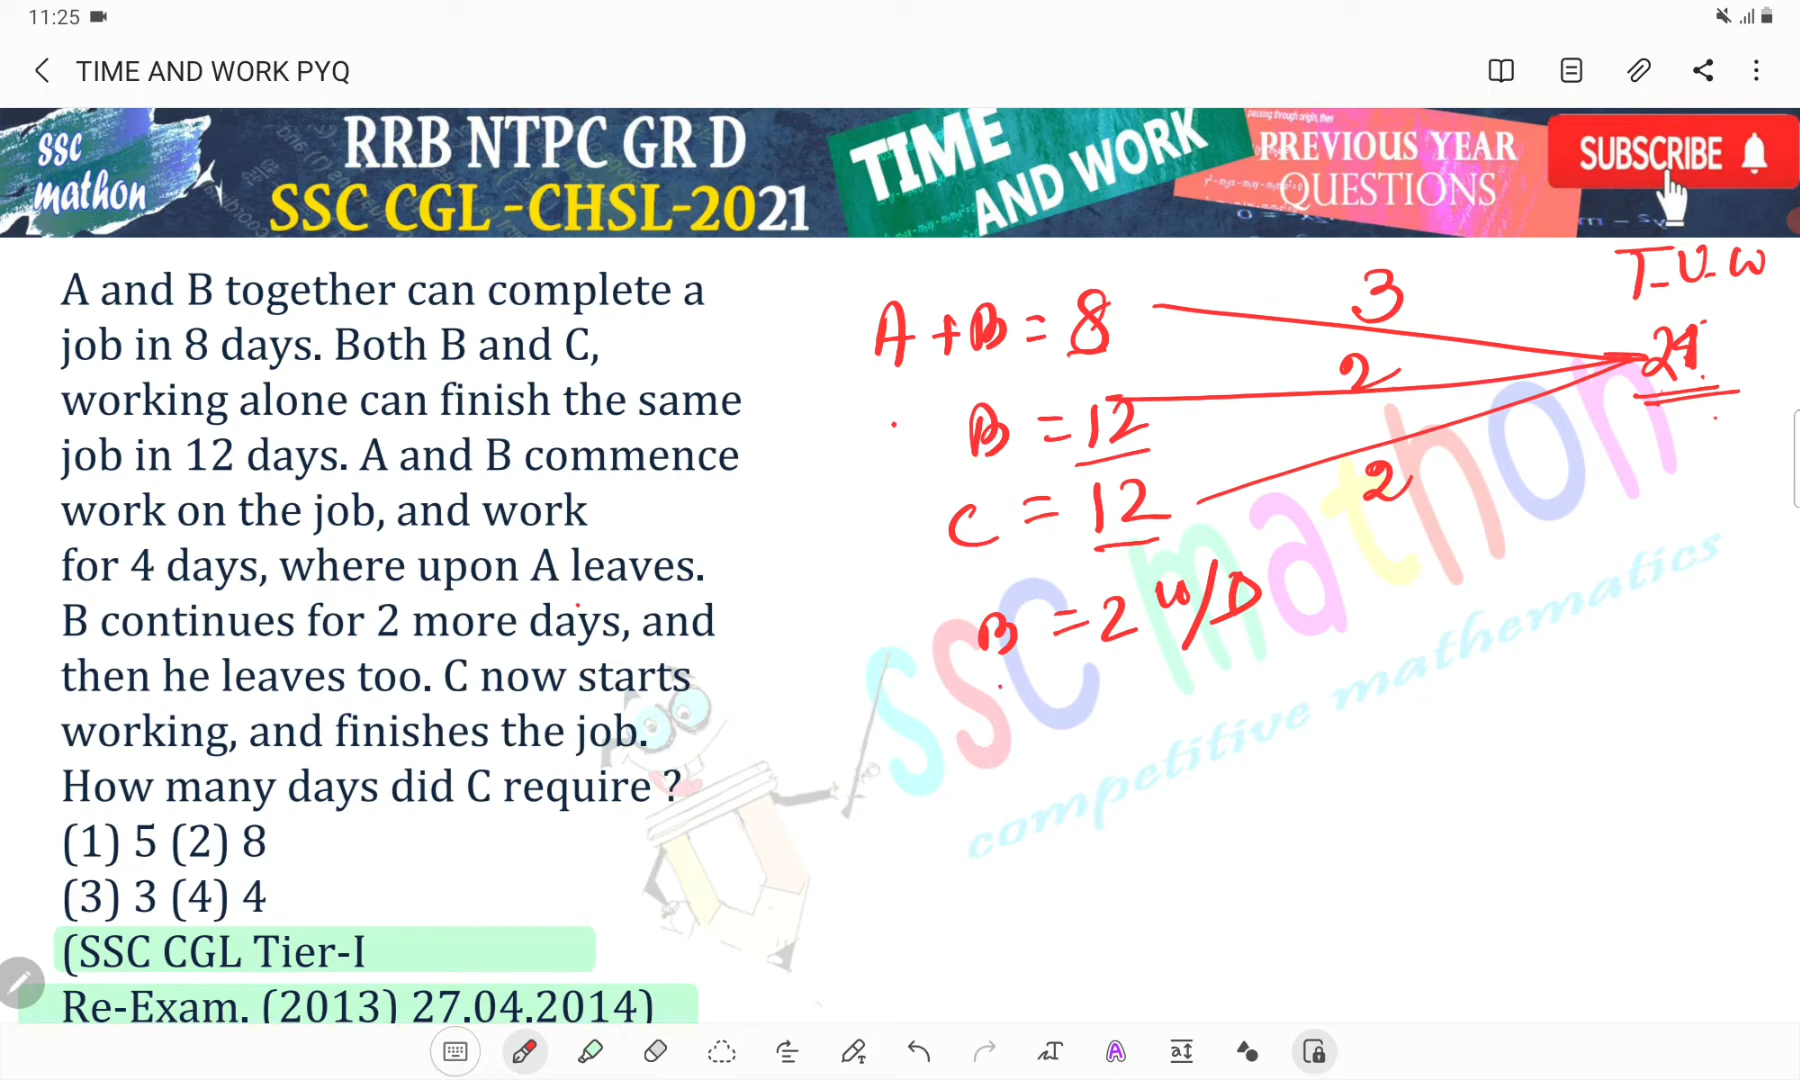 11:25
TIME AND WORK PYQ
SSC
mathon
RRB NTPC GR D
SSC CGL -CHSL-2021
TIME
AND WORK
passing through origin, then
PREVIOUS YEAR
QUESTIONS
SUBSCRIBE
A and B together can complete a
job in 8 days. Both B and C,
working alone can finish the same
job in 12 days. A and B commence
work on the job, and work
for 4 days, where upon A leaves.
B continues for 2 more days, and
then he leaves too. C now starts
working, and finishes the job.
How many days did C require ?
(1) 5 (2) 8
(3) 3 (4) 4
(SSC CGL Tier-I
Re-Exam. (2013) 27.04.2014)
T-U-W
A + B = 8
3
24
B = 12
2
C = 12
2
B = 2 W/D
ssc mathon
competitive mathematics